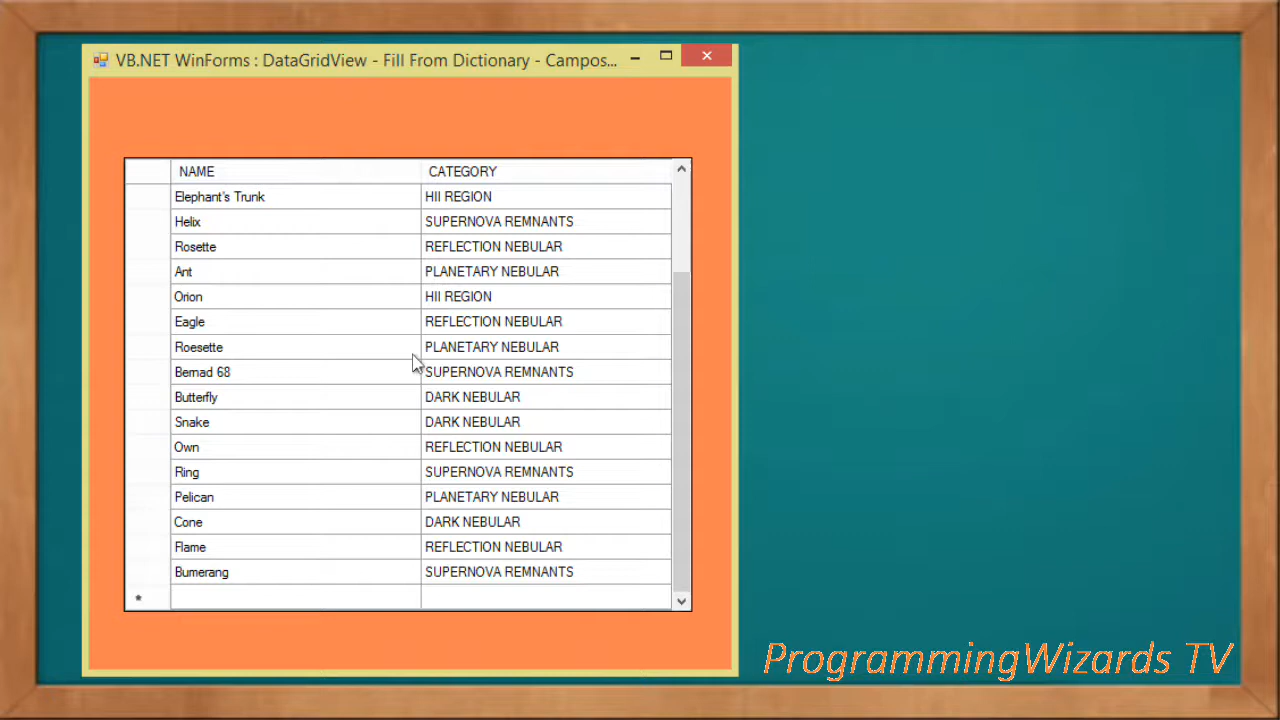 VB.NET WinForms : DataGridView - Fill From Dictionary - Campos...
NAME CATEGORY
Elephant's Trunk HII REGION
Helix SUPERNOVA REMNANTS
Rosette REFLECTION NEBULAR
Ant PLANETARY NEBULAR
Orion HII REGION
Eagle REFLECTION NEBULAR
Roesette PLANETARY NEBULAR
Bernad 68 SUPERNOVA REMNANTS
Butterfly DARK NEBULAR
Snake DARK NEBULAR
Own REFLECTION NEBULAR
Ring SUPERNOVA REMNANTS
Pelican PLANETARY NEBULAR
Cone DARK NEBULAR
Flame REFLECTION NEBULAR
Bumerang SUPERNOVA REMNANTS
*
ProgrammingWizards TV